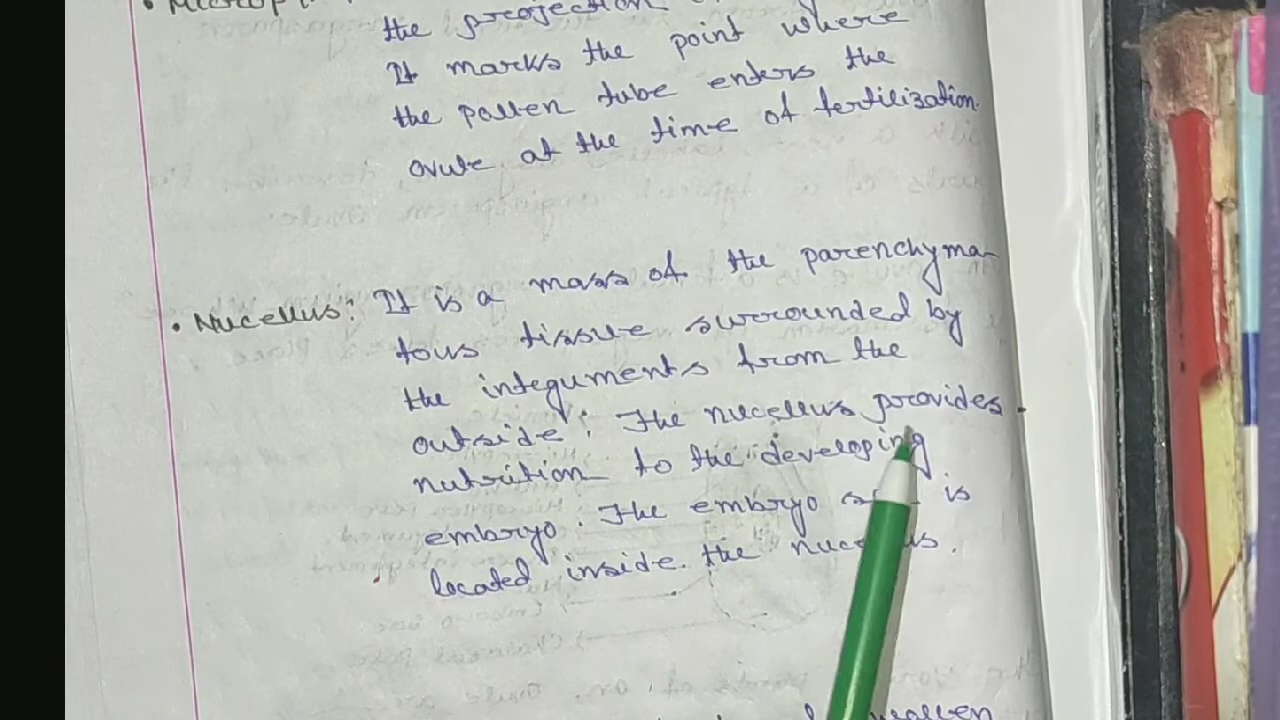 the projection
It marks the point where
the pollen tube enters the
ovule at the time of fertilization.
• Nucellus: It is a mass of the parenchyma-
tous tissue surrounded by
the integuments from the
outside. The nucellus provides
nutrition to the developing
embryo. The embryo is
located inside the